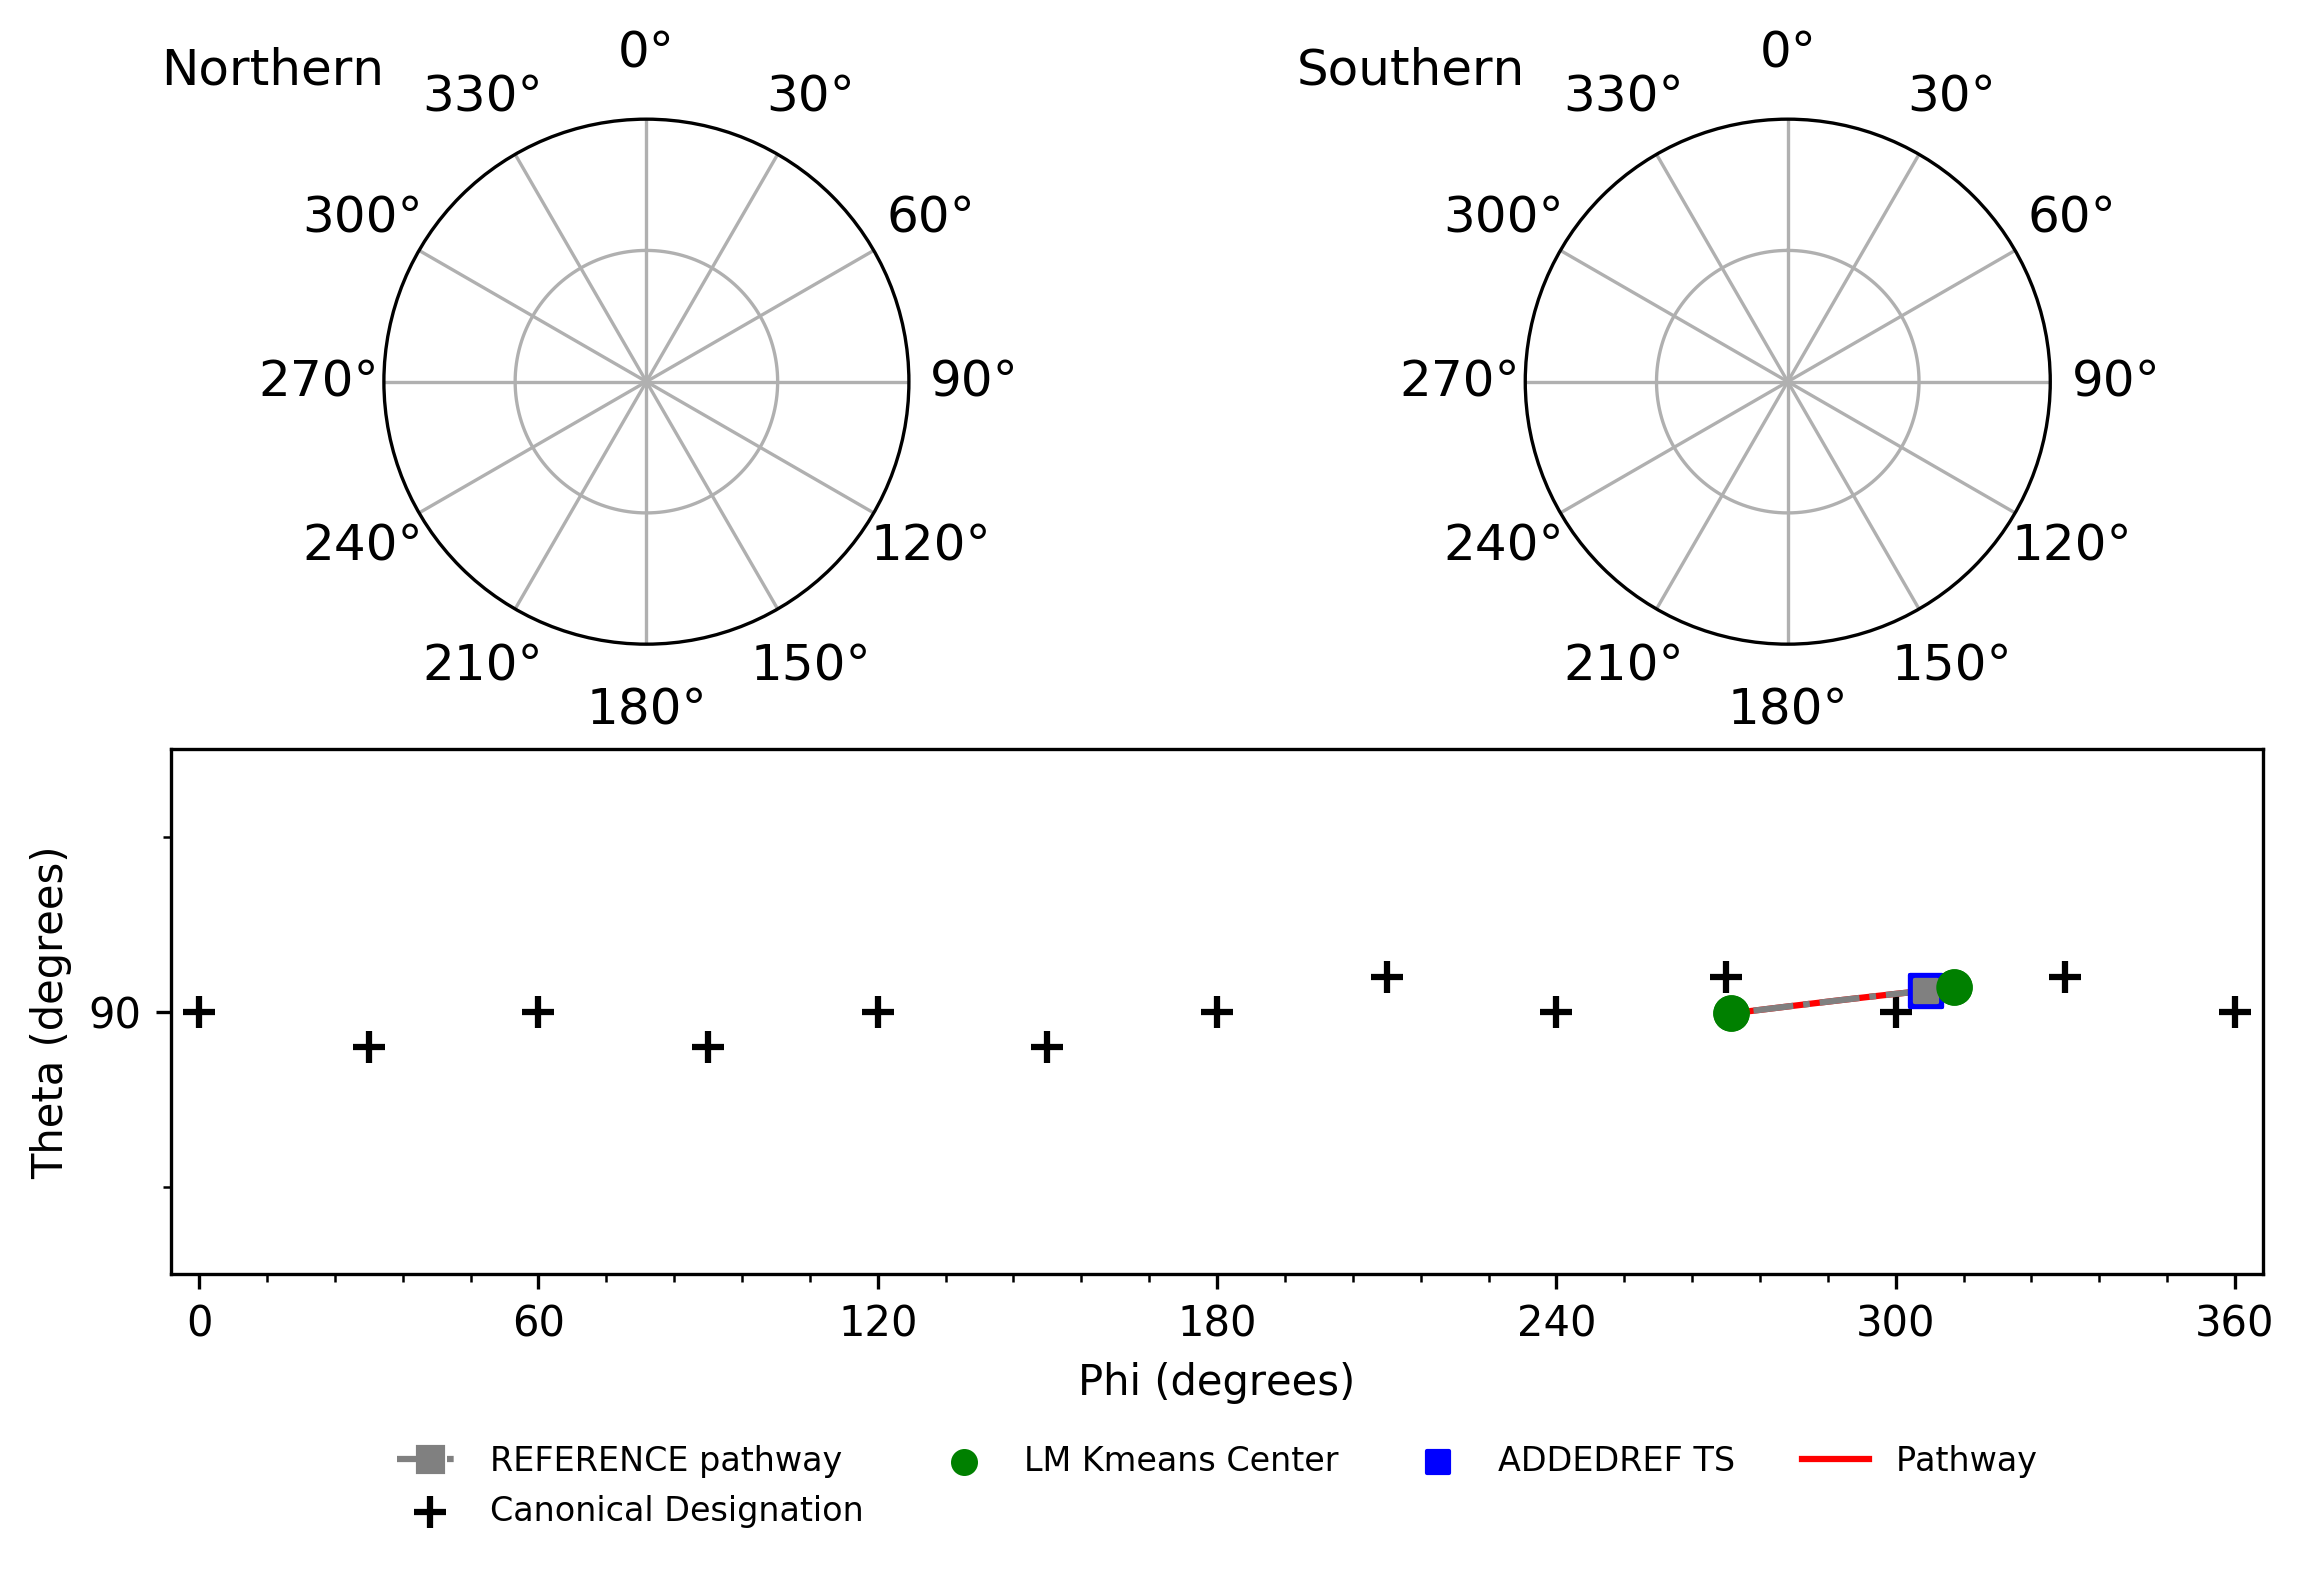 Northern
0°
30°
60°
90°
120°
150°
180°
210°
240°
270°
300°
330°
Southern
0°
30°
60°
90°
120°
150°
180°
210°
240°
270°
300°
330°
Theta (degrees)
90
0 60 120 180 240 300 360
Phi (degrees)
REFERENCE pathway
Canonical Designation
LM Kmeans Center
ADDEDREF TS
Pathway